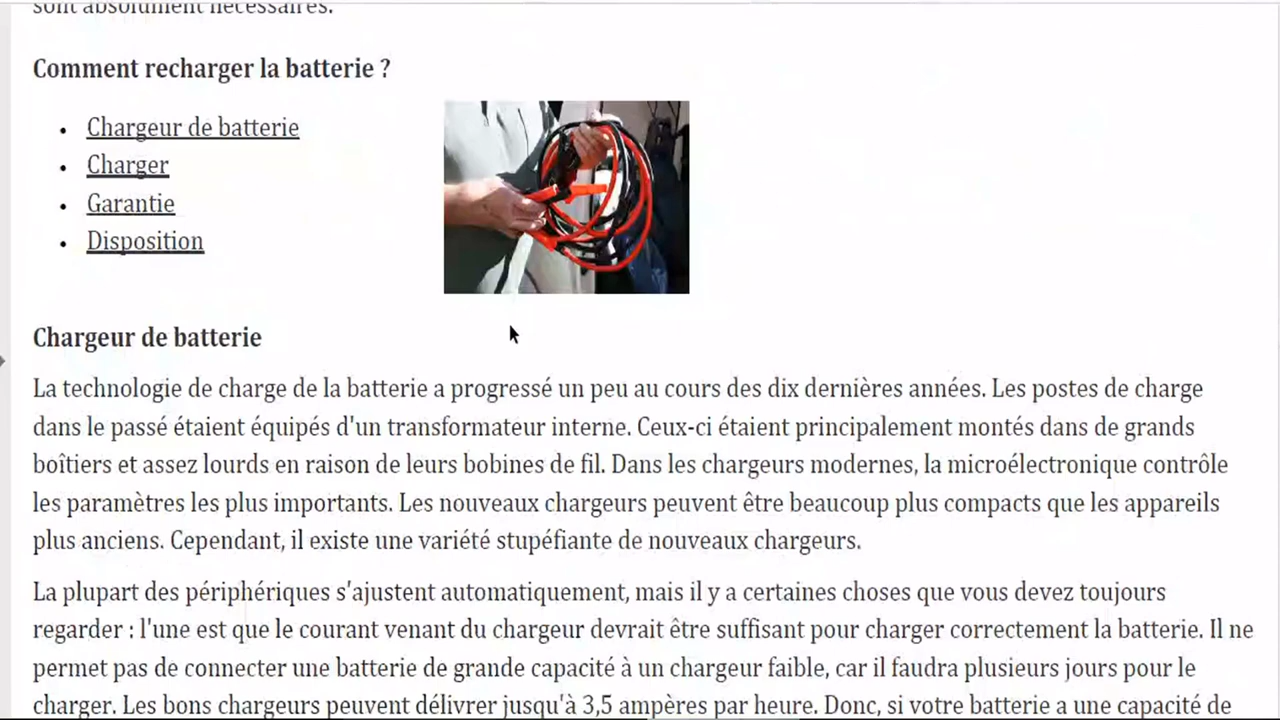 sont absolument nécessaires.
Comment recharger la batterie ?
Chargeur de batterie
Charger
Garantie
Disposition
Chargeur de batterie
La technologie de charge de la batterie a progressé un peu au cours des dix dernières années. Les postes de charge
dans le passé étaient équipés d'un transformateur interne. Ceux-ci étaient principalement montés dans de grands
boîtiers et assez lourds en raison de leurs bobines de fil. Dans les chargeurs modernes, la microélectronique contrôle
les paramètres les plus importants. Les nouveaux chargeurs peuvent être beaucoup plus compacts que les appareils
plus anciens. Cependant, il existe une variété stupéfiante de nouveaux chargeurs.
La plupart des périphériques s'ajustent automatiquement, mais il y a certaines choses que vous devez toujours
regarder : l'une est que le courant venant du chargeur devrait être suffisant pour charger correctement la batterie. Il ne
permet pas de connecter une batterie de grande capacité à un chargeur faible, car il faudra plusieurs jours pour le
charger. Les bons chargeurs peuvent délivrer jusqu'à 3,5 ampères par heure. Donc, si votre batterie a une capacité de